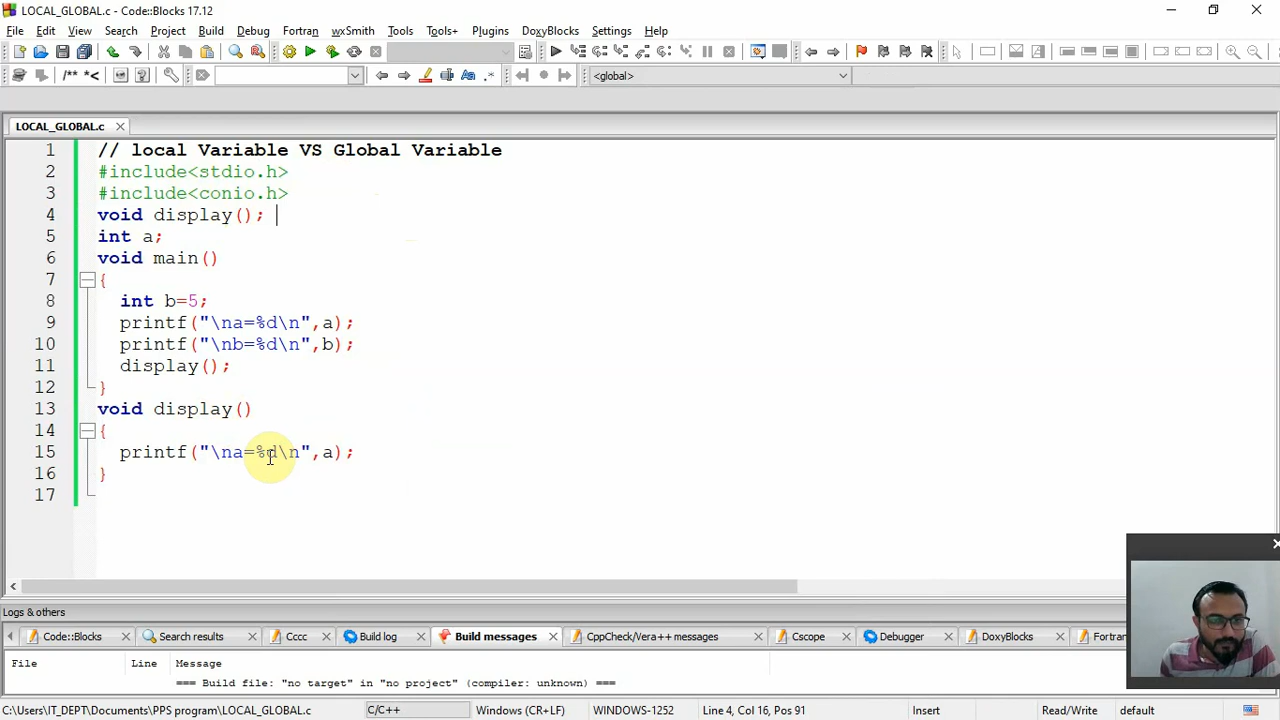 LOCAL_GLOBAL.c - Code::Blocks 17.12
File Edit View Search Project Build Debug Fortran wxSmith Tools Tools+ Plugins DoxyBlocks Settings Help
/** *< Aa .* <global>
LOCAL_GLOBAL.c
1 // local Variable VS Global Variable
2 #include<stdio.h>
3 #include<conio.h>
4 void display();
5 int a;
6 void main()
7 {
8 int b=5;
9 printf("\na=%d\n",a);
10 printf("\nb=%d\n",b);
11 display();
12 }
13 void display()
14 {
15 printf("\na=%d\n",a);
16 }
17
Logs & others
Code::Blocks Search results Cccc Build log Build messages CppCheck/Vera++ messages Cscope Debugger DoxyBlocks Fortran
File Line Message
=== Build file: "no target" in "no project" (compiler: unknown) ===
C:\Users\IT_DEPT\Documents\PPS program\LOCAL_GLOBAL.c C/C++ Windows (CR+LF) WINDOWS-1252 Line 4, Col 16, Pos 91 Insert Read/Write default